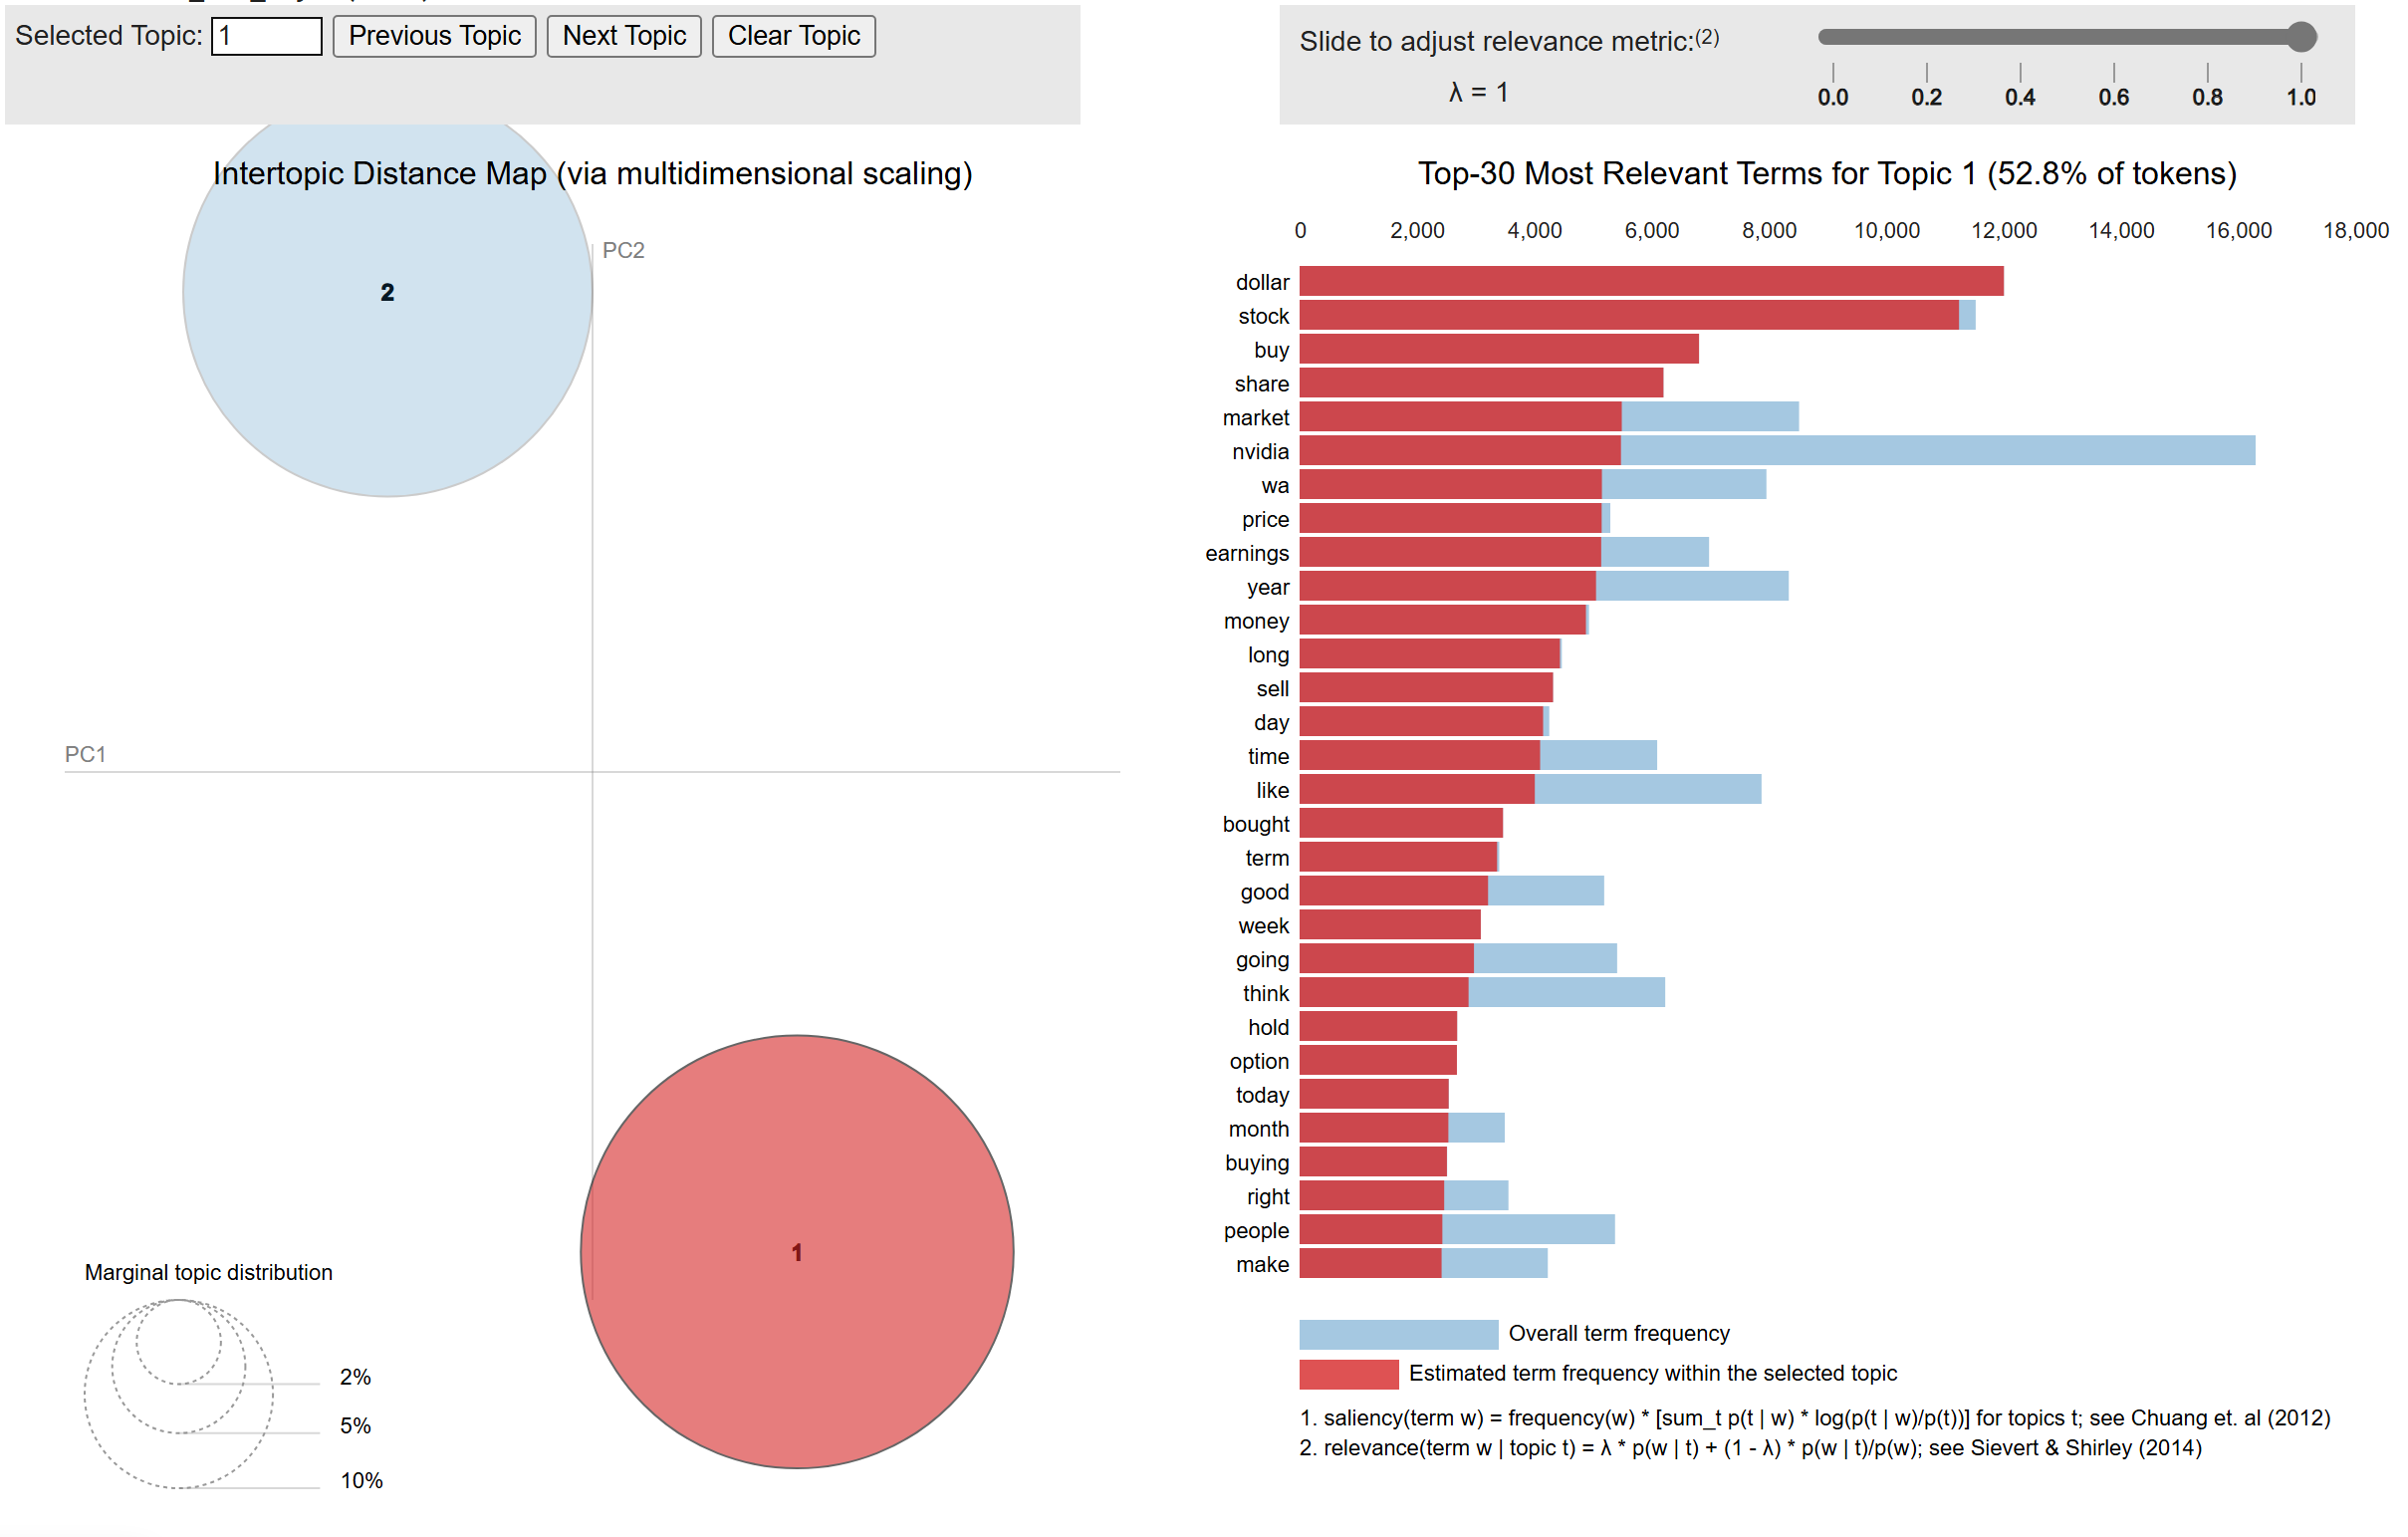 Selected Topic: 1 Previous Topic Next Topic Clear Topic
Slide to adjust relevance metric:(2)
λ = 1
0.0 0.2 0.4 0.6 0.8 1.0
Intertopic Distance Map (via multidimensional scaling)
PC2
2
PC1
1
Marginal topic distribution
2%
5%
10%
Top-30 Most Relevant Terms for Topic 1 (52.8% of tokens)
0 2,000 4,000 6,000 8,000 10,000 12,000 14,000 16,000 18,000
dollar
stock
buy
share
market
nvidia
wa
price
earnings
year
money
long
sell
day
time
like
bought
term
good
week
going
think
hold
option
today
month
buying
right
people
make
Overall term frequency
Estimated term frequency within the selected topic
1. saliency(term w) = frequency(w) * [sum_t p(t | w) * log(p(t | w)/p(t))] for topics t; see Chuang et. al (2012)
2. relevance(term w | topic t) = λ * p(w | t) + (1 - λ) * p(w | t)/p(w); see Sievert & Shirley (2014)